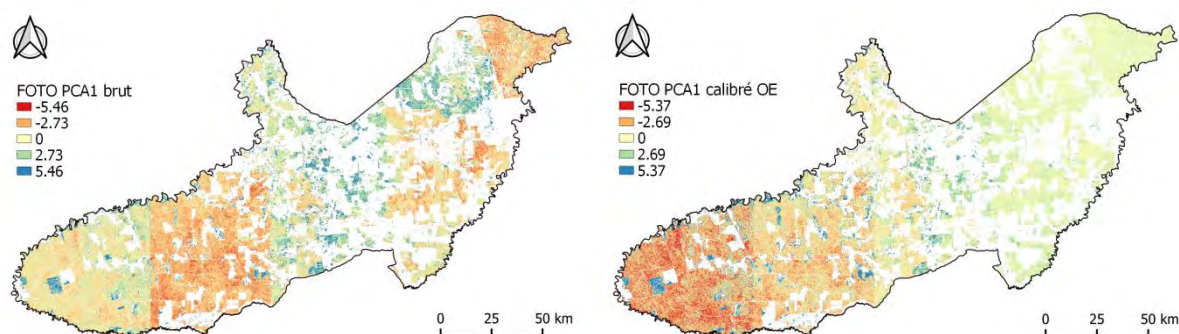 FOTO PCA1 brut
-5.46
-2.73
0
2.73
5.46
0 25 50 km
FOTO PCA1 calibré OE
-5.37
-2.69
0
2.69
5.37
0 25 50 km